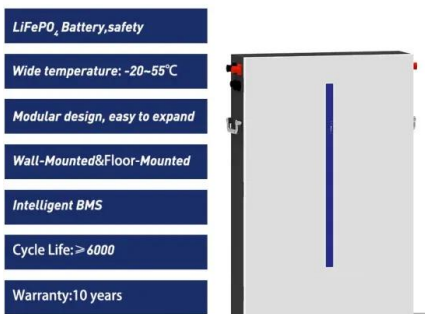 LiFePO₄ Battery,safety
Wide temperature: -20~55℃
Modular design, easy to expand
Wall-Mounted&Floor-Mounted
Intelligent BMS
Cycle Life:≥6000
Warranty:10 years